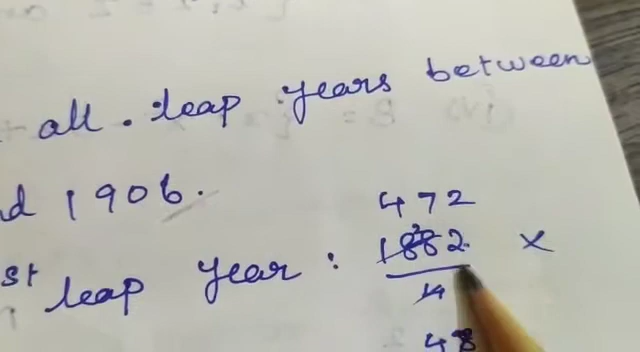 all . leap years between
d 1906.
472
st leap year : 1882 x
4
48